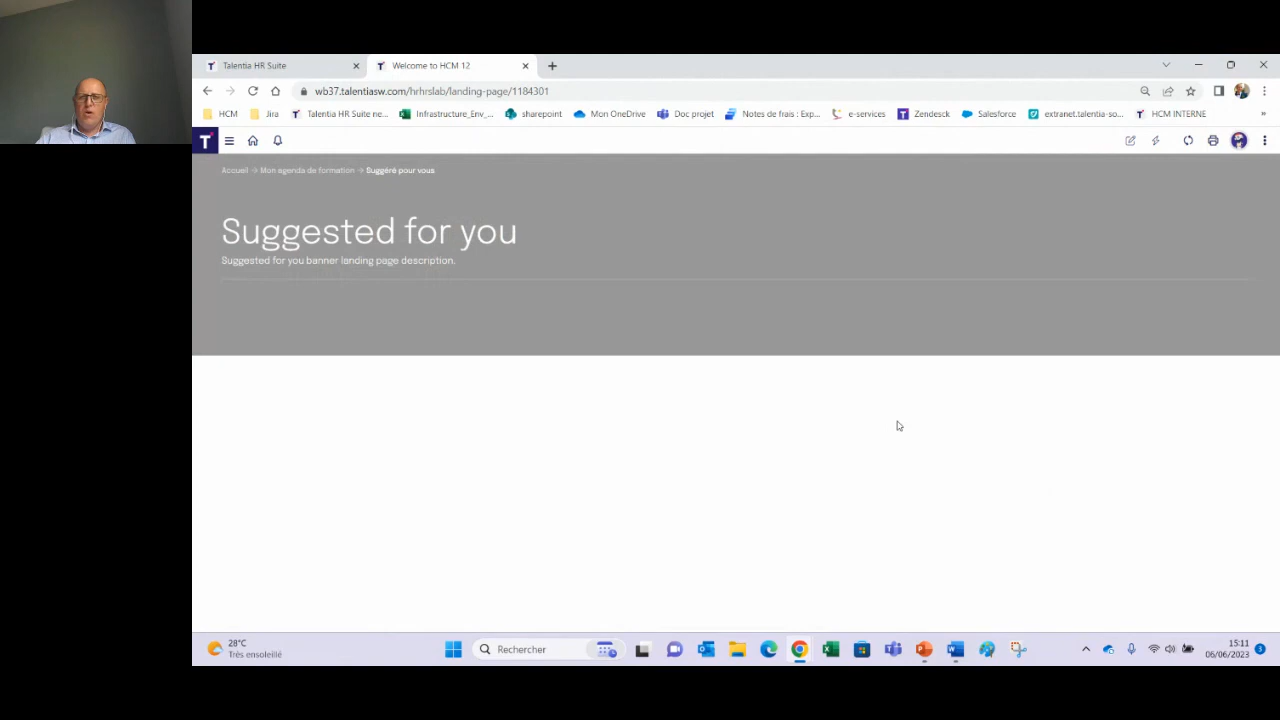 Talentia HR Suite
Welcome to HCM 12
wb37.talentiasw.com/hrhrslab/landing-page/1184301
HCM
Jira
Talentia HR Suite ne...
Infrastructure_Env_...
sharepoint
Mon OneDrive
Doc projet
Notes de frais : Exp...
e-services
Zendesck
Salesforce
extranet.talentia-so...
HCM INTERNE
»
T
Accueil → Mon agenda de formation → Suggéré pour vous
Suggested for you
Suggested for you banner landing page description.
28°C
Très ensoleillé
Rechercher
15:11
06/06/2023
3